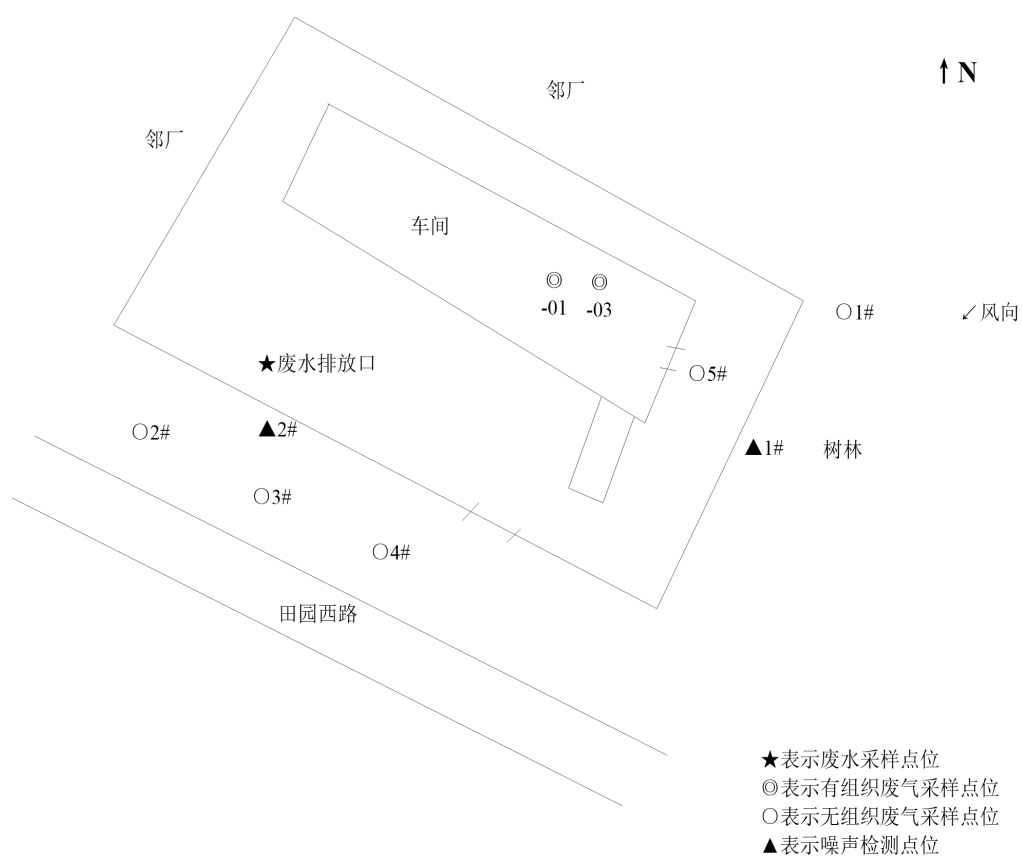 邻厂
↑N
邻厂
车间
◎ ◎
-01 -03
○1# ↙风向
★废水排放口
○5#
○2# ▲2#
▲1# 树林
○3#
○4#
田园西路
★表示废水采样点位
◎表示有组织废气采样点位
○表示无组织废气采样点位
▲表示噪声检测点位